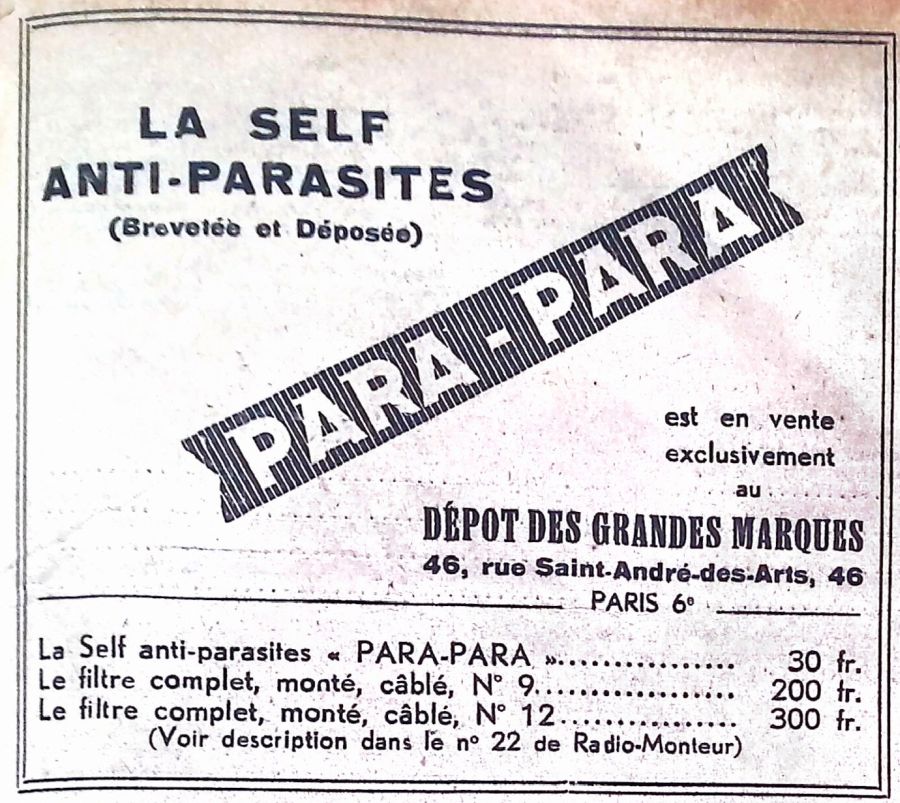 LA SELF
ANTI-PARASITES
(Brevetée et Déposée)
PARA-PARA
est en vente
exclusivement
au
DÉPOT DES GRANDES MARQUES
46, rue Saint-André-des-Arts, 46
PARIS 6e
La Self anti-parasites « PARA-PARA »................. 30 fr.
Le filtre complet, monté, câblé, N° 9.................. 200 fr.
Le filtre complet, monté, câblé, N° 12................ 300 fr.
(Voir description dans le n° 22 de Radio-Monteur)